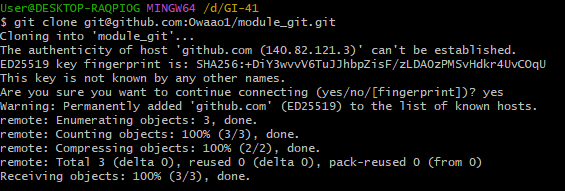 User@DESKTOP-RAQPIOG MINGW64 /d/GI-41
$ git clone git@github.com:Owaao1/module_git.git
Cloning into 'module_git'...
The authenticity of host 'github.com (140.82.121.3)' can't be established.
ED25519 key fingerprint is: SHA256:+DiY3wvvV6TuJJhbpZisF/zLDA0zPMSvHdkr4UvCOqU
This key is not known by any other names.
Are you sure you want to continue connecting (yes/no/[fingerprint])? yes
Warning: Permanently added 'github.com' (ED25519) to the list of known hosts.
remote: Enumerating objects: 3, done.
remote: Counting objects: 100% (3/3), done.
remote: Compressing objects: 100% (2/2), done.
remote: Total 3 (delta 0), reused 0 (delta 0), pack-reused 0 (from 0)
Receiving objects: 100% (3/3), done.